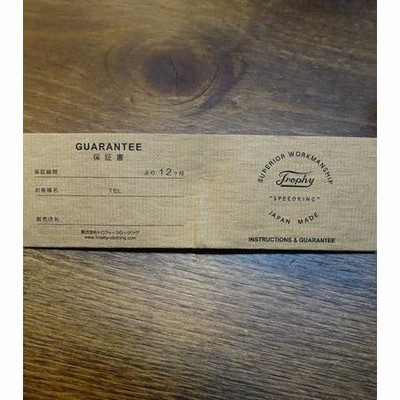 GUARANTEE
保証書
保証期間 より12ヶ月
お客様名 TEL
販売店名
株式会社トロフィークロージング
www.trophy-clothing.com
SUPERIOR WORKMANSHIP
Trophy
"SPEEDKING"
JAPAN MADE
INSTRUCTIONS & GUARANTEE